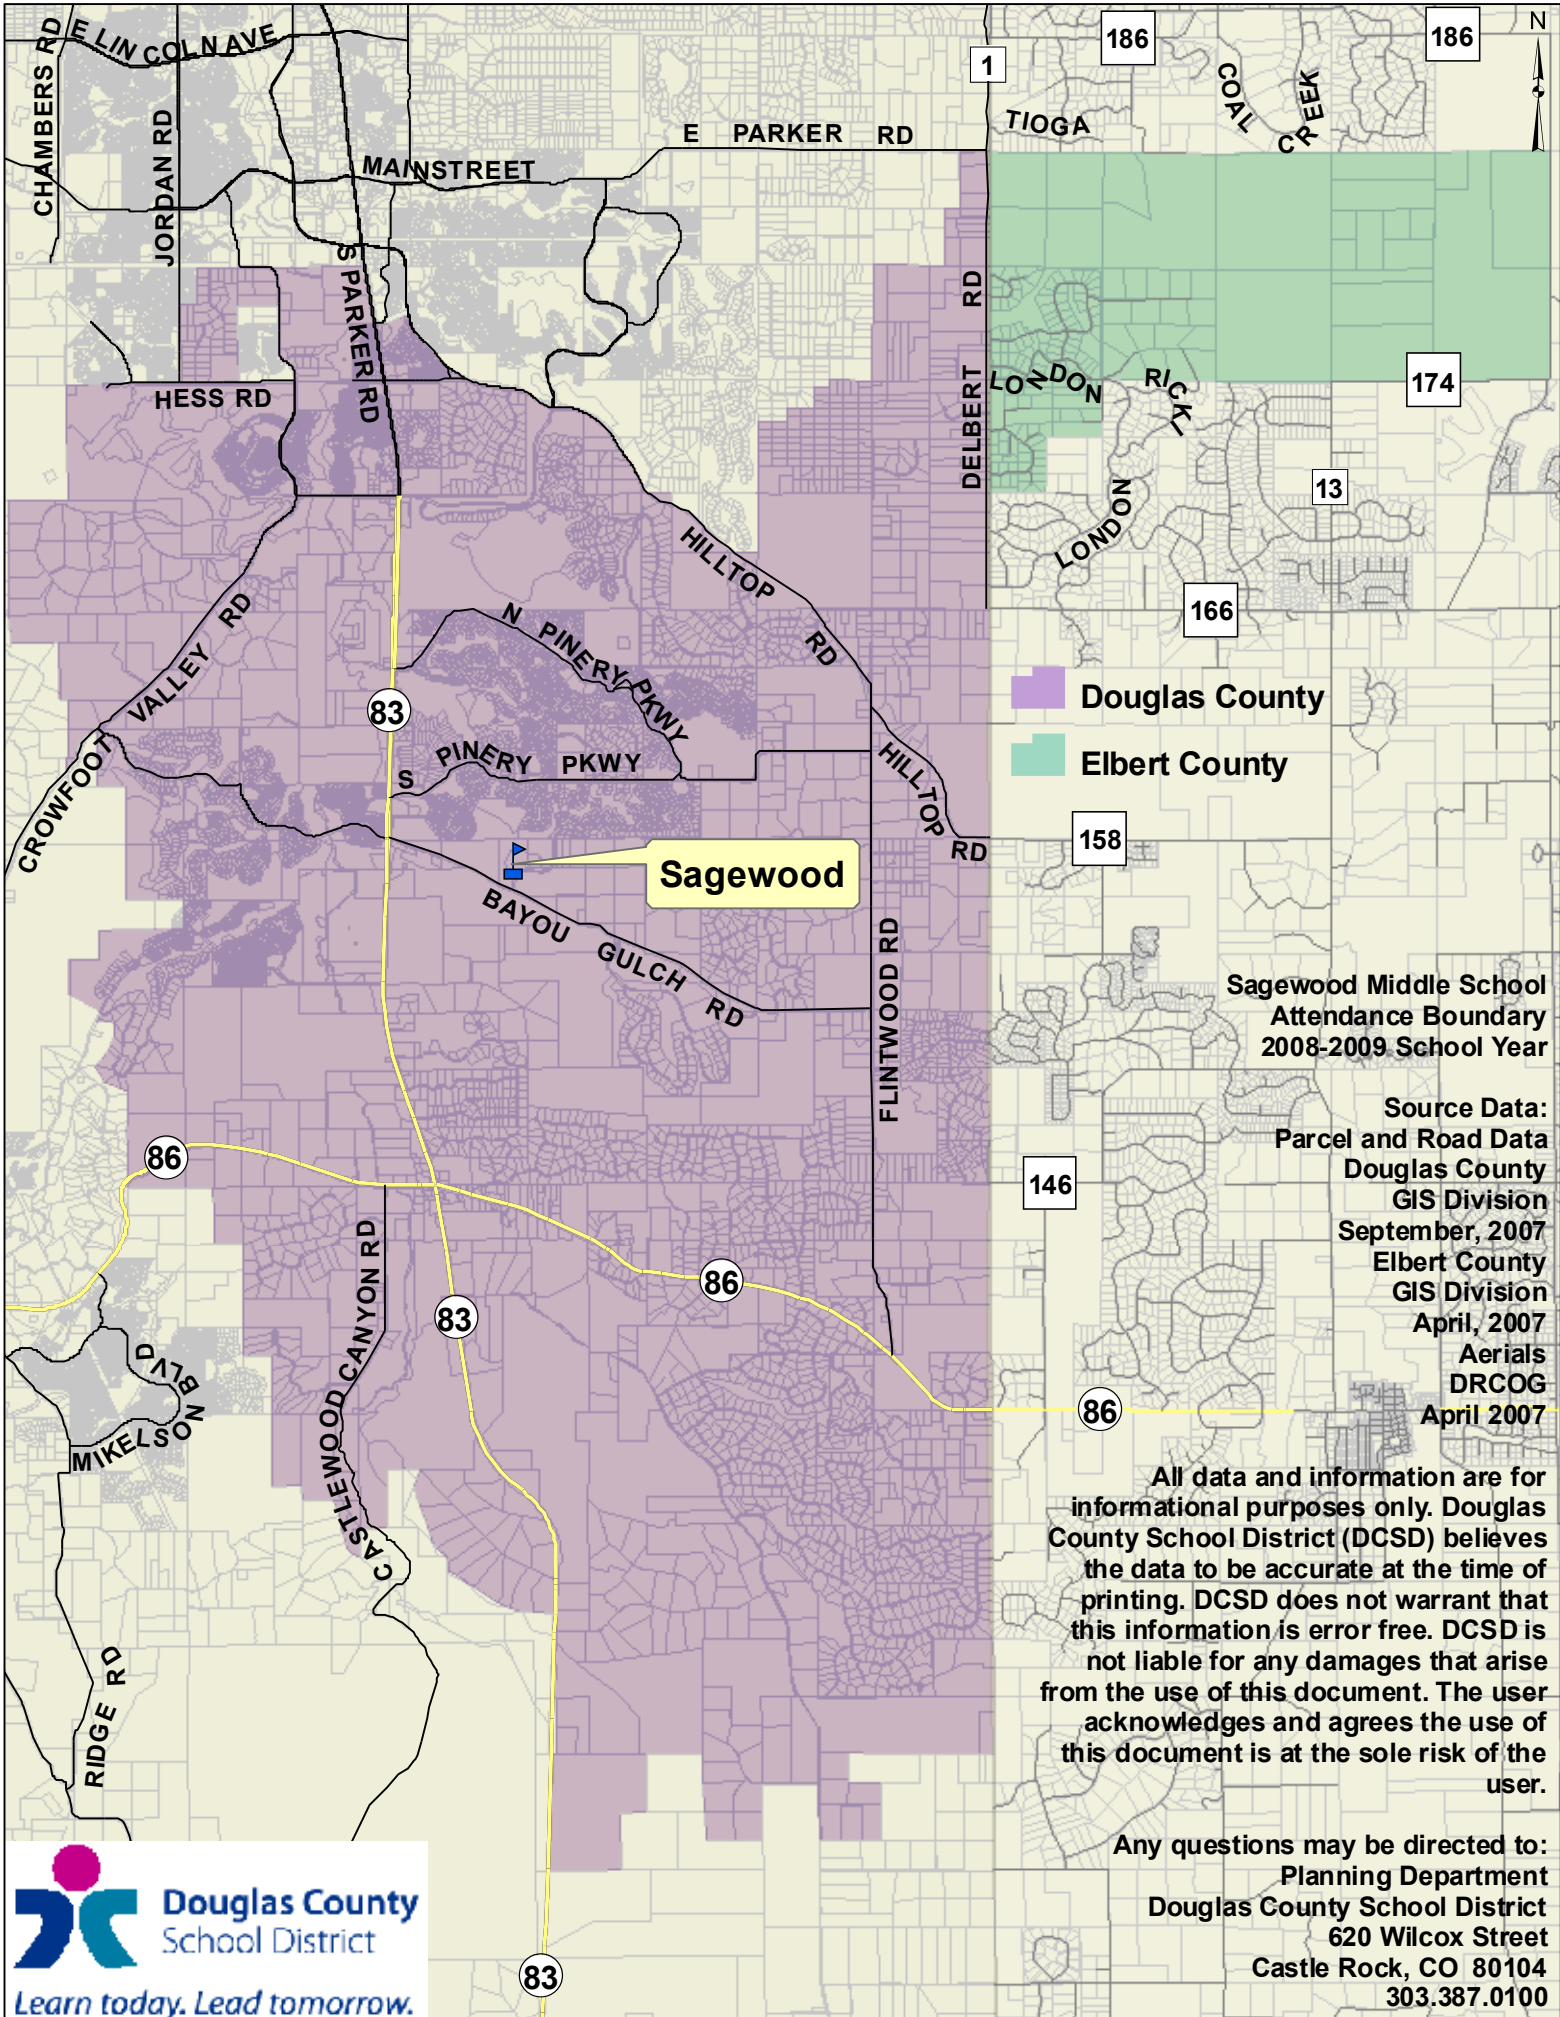 E LINCOLN AVE
CHAMBERS RD
JORDAN RD
1
186
186
N
COAL CREEK
TIOGA
E PARKER RD
MAINSTREET
S PARKER RD
HESS RD
DELBERT RD
LONDON
RICKI
174
13
LONDON
HILLTOP RD
166
N PINERY PKWY
CROWFOOT VALLEY RD
83
Douglas County
Elbert County
S PINERY PKWY
HILLTOP RD
158
Sagewood
BAYOU GULCH RD
FLINTWOOD RD
Sagewood Middle School
Attendance Boundary
2008-2009 School Year
Source Data:
Parcel and Road Data
Douglas County
GIS Division
September, 2007
Elbert County
GIS Division
April, 2007
Aerials
DRCOG
April 2007
86
146
CASTLEWOOD CANYON RD
86
83
86
MIKELSON BLVD
RIDGE RD
All data and information are for
informational purposes only. Douglas
County School District (DCSD) believes
the data to be accurate at the time of
printing. DCSD does not warrant that
this information is error free. DCSD is
not liable for any damages that arise
from the use of this document. The user
acknowledges and agrees the use of
this document is at the sole risk of the
user.
Any questions may be directed to:
Planning Department
Douglas County School District
620 Wilcox Street
Castle Rock, CO 80104
303.387.0100
83
Douglas County
School District
Learn today. Lead tomorrow.